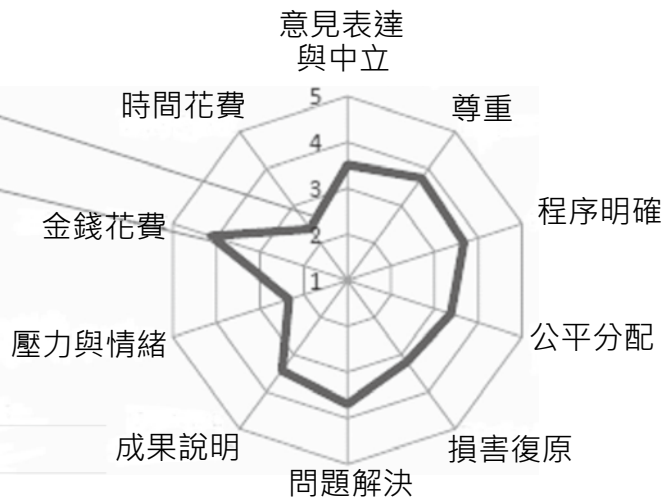 意見表達
與中立
時間花費
5
尊重
4
3
程序明確
金錢花費
2
1
公平分配
壓力與情緒
成果說明
損害復原
問題解決